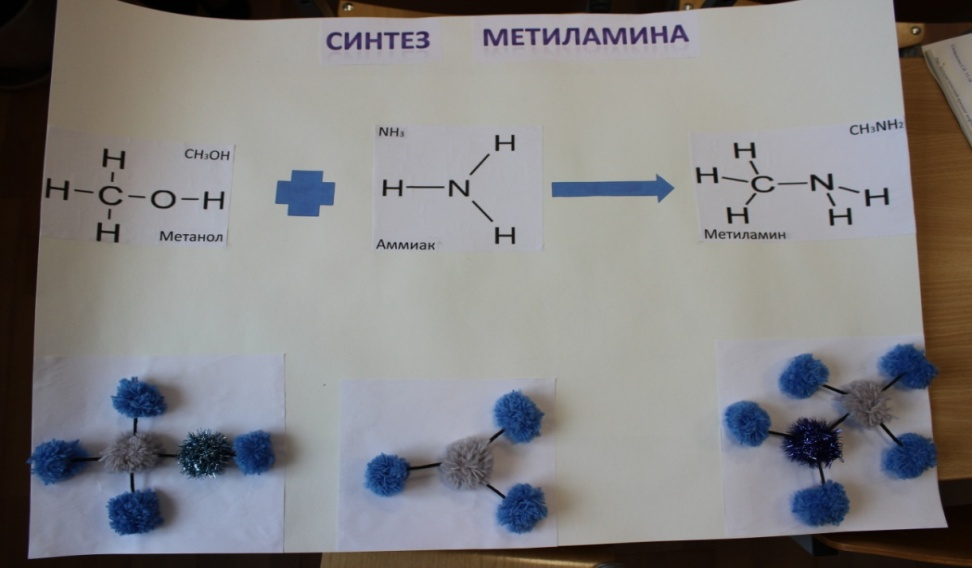 СИНТЕЗ МЕТИЛАМИНА
CH₃OH
H
H–C–O–H
H
Метанол
NH₃
H
H–N
H
Аммиак
CH₃NH₂
H
H C–N H
H H
Метиламин